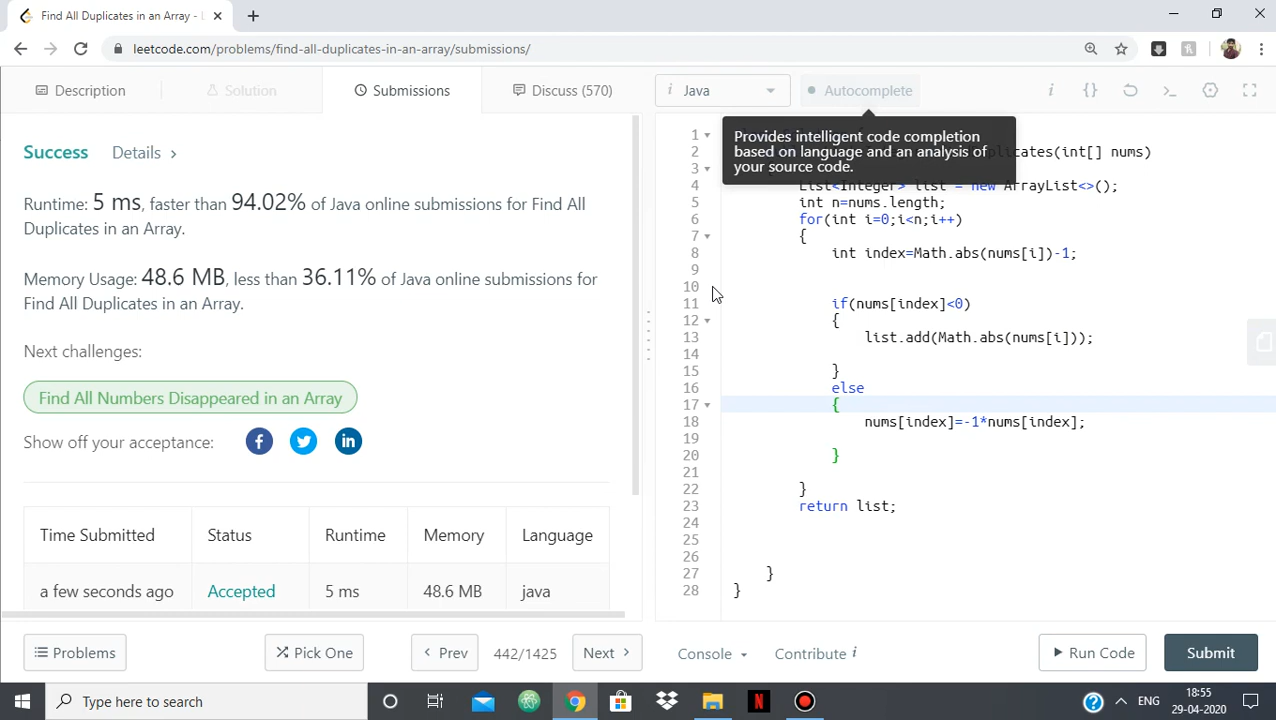 Find All Duplicates in an Array -
leetcode.com/problems/find-all-duplicates-in-an-array/submissions/
Description
Solution
Submissions
Discuss (570)
i Java
Autocomplete
i
{}
Provides intelligent code completion
based on language and an analysis of
your source code.
Success Details >
Runtime: 5 ms, faster than 94.02% of Java online submissions for Find All
Duplicates in an Array.
Memory Usage: 48.6 MB, less than 36.11% of Java online submissions for
Find All Duplicates in an Array.
Next challenges:
Find All Numbers Disappeared in an Array
Show off your acceptance:
Time Submitted Status Runtime Memory Language
a few seconds ago Accepted 5 ms 48.6 MB java
1
2 plicates(int[] nums)
3
4 List<Integer> list = new ArrayList<>();
5 int n=nums.length;
6 for(int i=0;i<n;i++)
7 {
8 int index=Math.abs(nums[i])-1;
9
10
11 if(nums[index]<0)
12 {
13 list.add(Math.abs(nums[i]));
14
15 }
16 else
17 {
18 nums[index]=-1*nums[index];
19
20 }
21
22 }
23 return list;
24
25
26
27 }
28 }
Problems
Pick One
< Prev
442/1425
Next >
Console
Contribute i
Run Code
Submit
Type here to search
ENG
18:55
29-04-2020